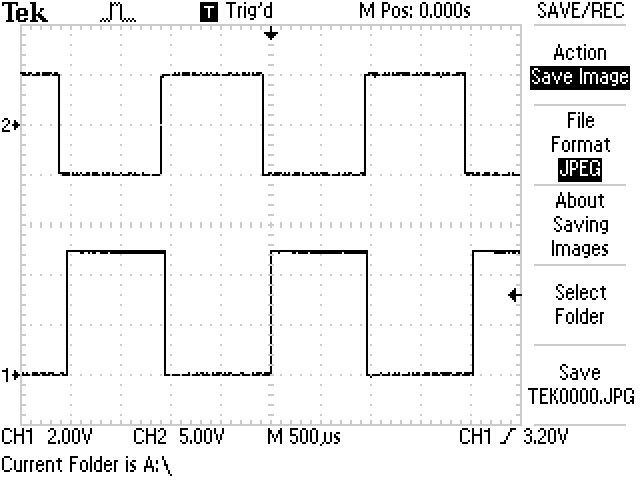 Tek T Trig'd M Pos: 0.000s SAVE/REC
Action
Save Image
File
Format
JPEG
About
Saving
Images
Select
Folder
Save
TEK0000.JPG
2
1
CH1 2.00V CH2 5.00V M 500µs CH1 3.20V
Current Folder is A:\